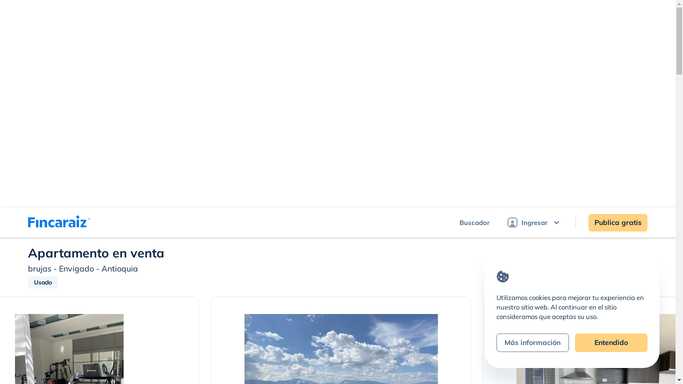 Fincaraiz
Buscador
Ingresar
Publica gratis
Apartamento en venta
brujas - Envigado - Antioquia
Usado
Utilizamos cookies para mejorar tu experiencia en
nuestro sitio web. Al continuar en el sitio
consideramos que aceptas su uso.
Más información
Entendido